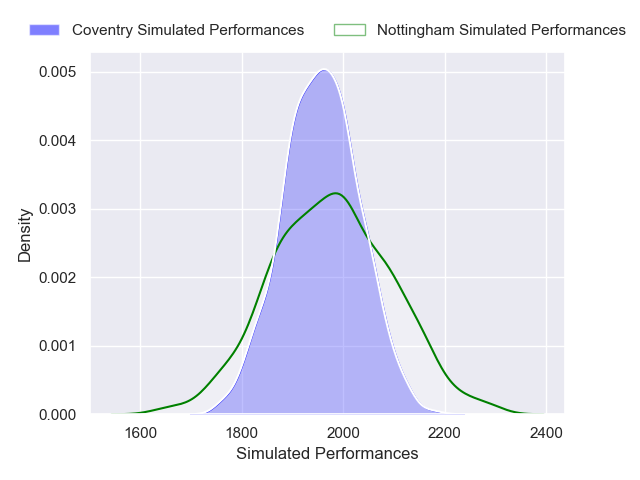 Coventry Simulated Performances
Nottingham Simulated Performances
0.005
0.004
0.003
0.002
0.001
0.000
Density
1600 1800 2000 2200 2400
Simulated Performances